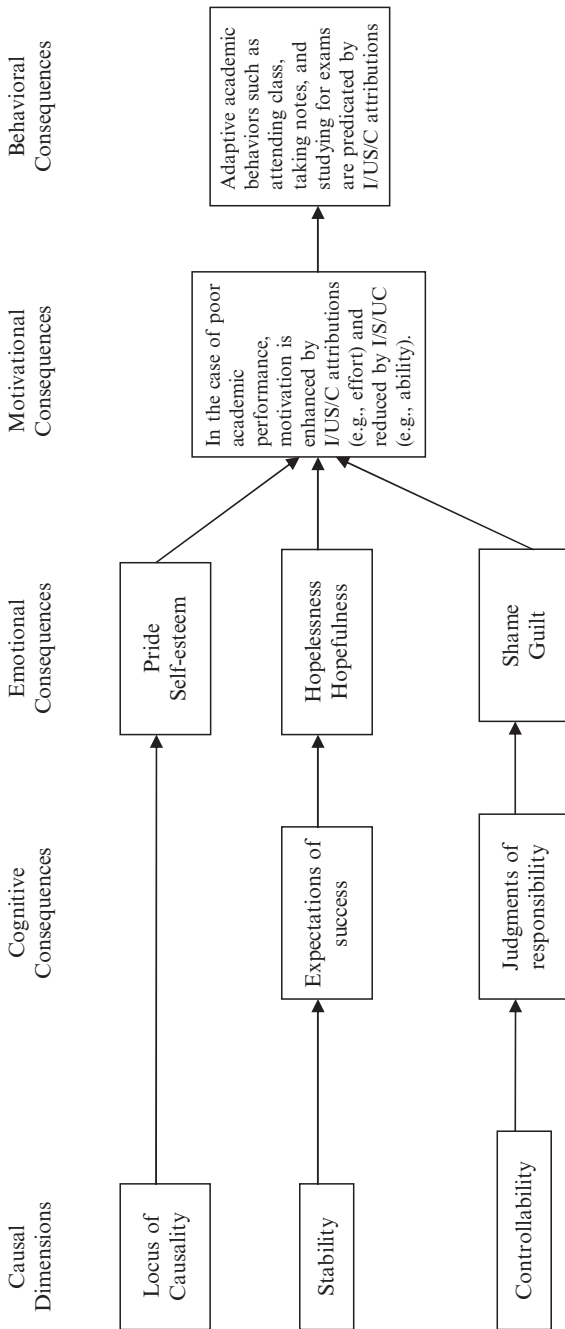 Causal
Dimensions
Cognitive
Consequences
Emotional
Consequences
Motivational
Consequences
Behavioral
Consequences
Locus of
Causality
Pride
Self-esteem
Stability
Expectations of
success
Hopelessness
Hopefulness
Controllability
Judgments of
responsibility
Shame
Guilt
In the case of poor
academic
performance,
motivation is
enhanced by
I/US/C attributions
(e.g., effort) and
reduced by I/S/UC
(e.g., ability).
Adaptive academic
behaviors such as
attending class,
taking notes, and
studying for exams
are predicated by
I/US/C attributions